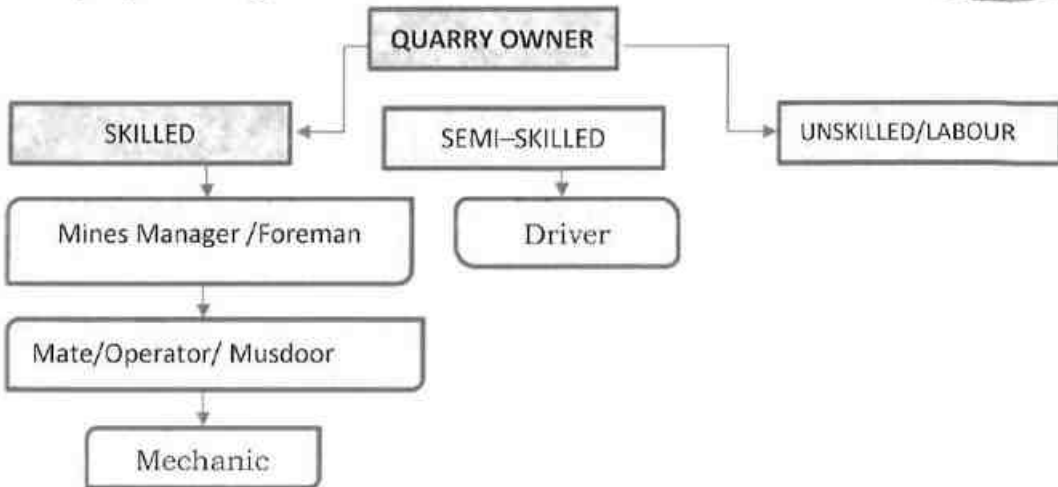 QUARRY OWNER
SKILLED
SEMI–SKILLED
UNSKILLED/LABOUR
Mines Manager /Foreman
Driver
Mate/Operator/ Musdoor
Mechanic